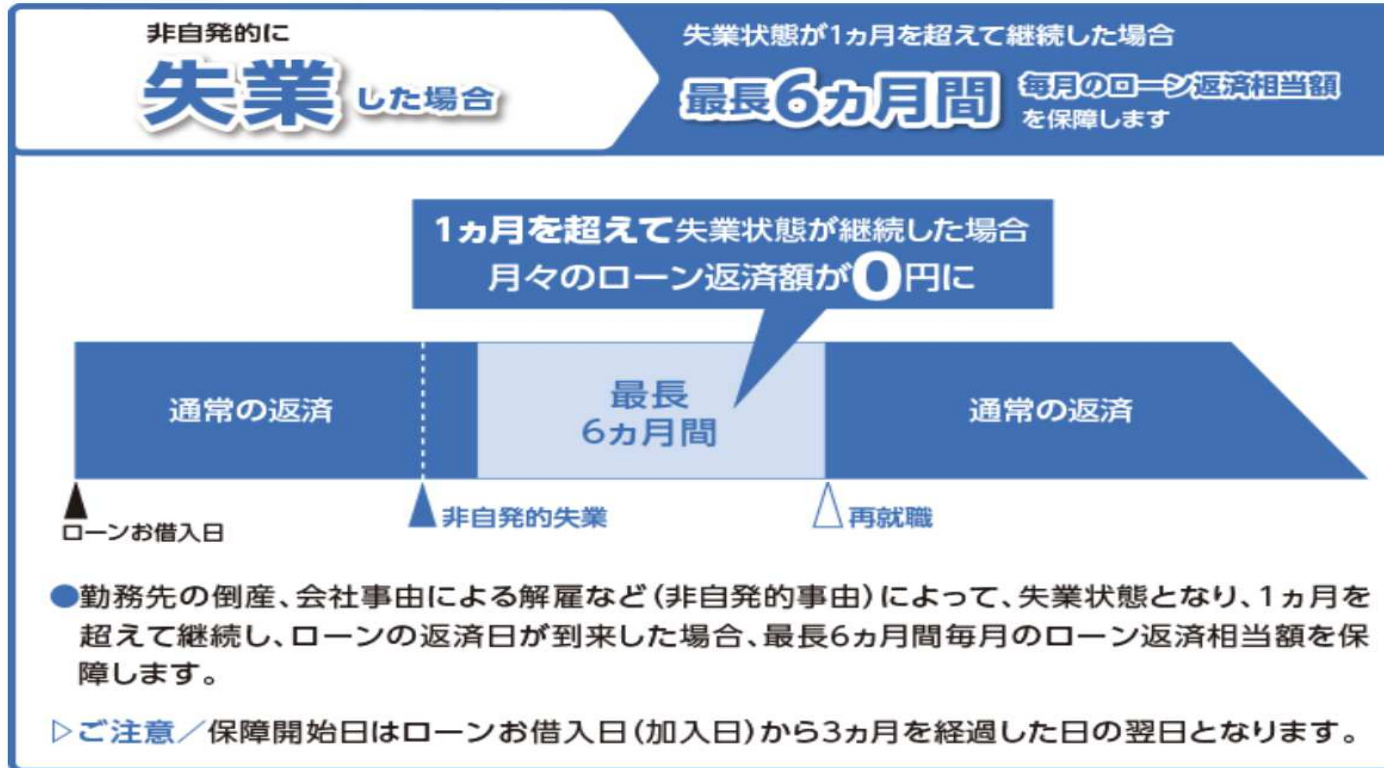 非自発的に
失業した場合
失業状態が1ヵ月を超えて継続した場合
最長6ヵ月間 毎月のローン返済相当額
を保障します
1ヵ月を超えて失業状態が継続した場合
月々のローン返済額が0円に
通常の返済
最長
6ヵ月間
通常の返済
ローンお借入日
非自発的失業
再就職
●勤務先の倒産、会社事由による解雇など(非自発的事由)によって、失業状態となり、1ヵ月を
超えて継続し、ローンの返済日が到来した場合、最長6ヵ月間毎月のローン返済相当額を保
障します。
▷ご注意／保障開始日はローンお借入日(加入日)から3ヵ月を経過した日の翌日となります。